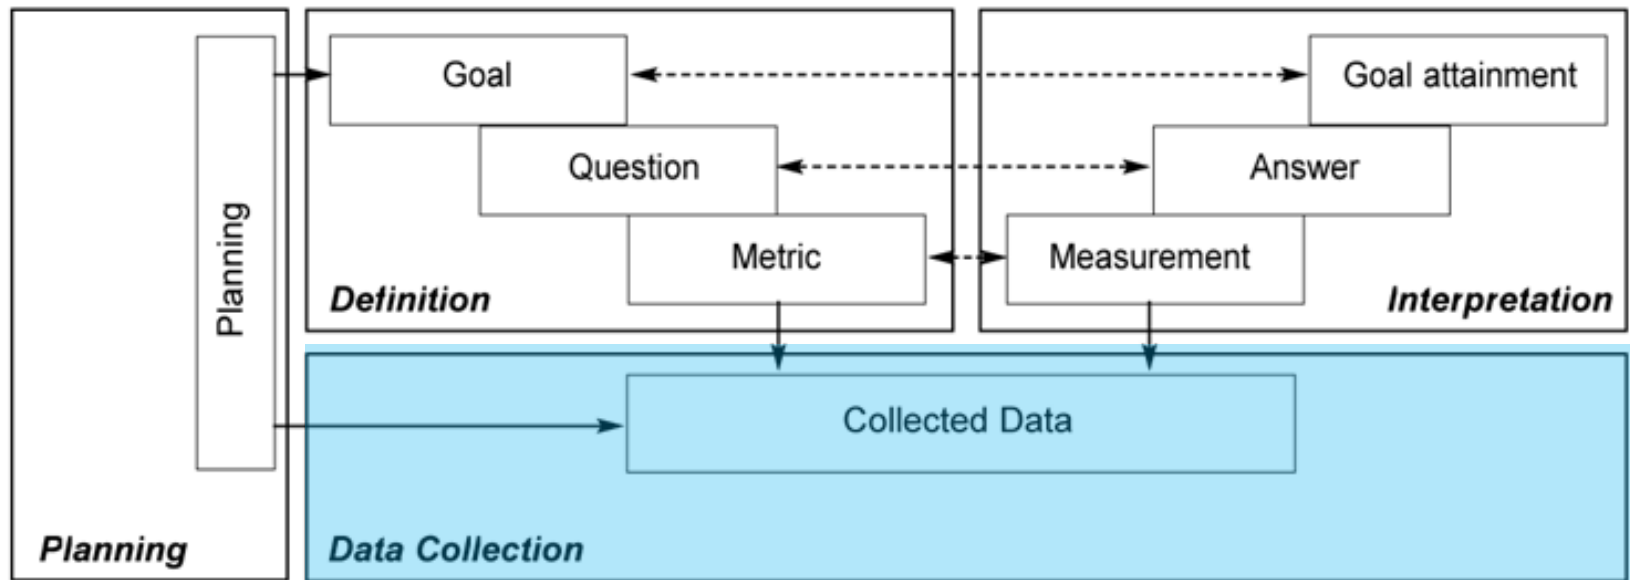 Goal
Goal attainment
Question
Answer
Planning
Metric
Measurement
Definition
Interpretation
Collected Data
Planning
Data Collection